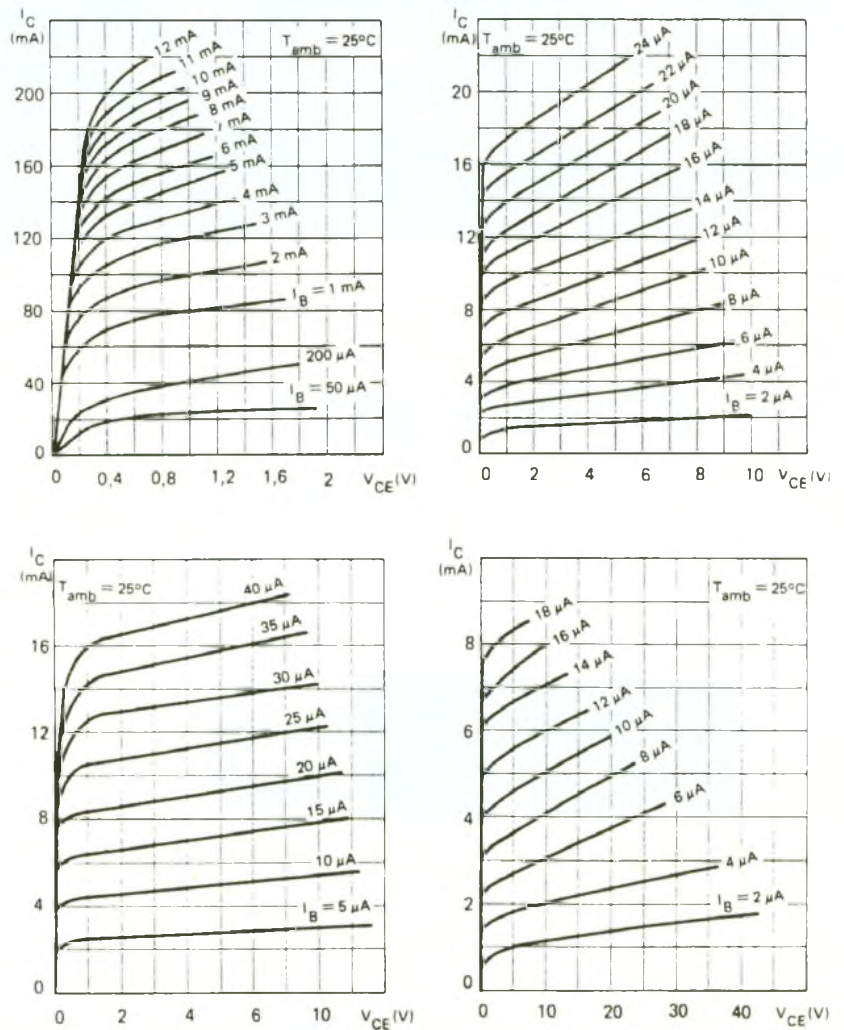 I_C
(mA)
T_amb = 25°C
12 mA
11 mA
10 mA
9 mA
8 mA
7 mA
6 mA
5 mA
4 mA
3 mA
2 mA
I_B = 1 mA
200 µA
I_B = 50 µA
200
160
120
80
40
0
0 0,4 0,8 1,2 1,6 2 V_CE (V)
I_C
(mA)
T_amb = 25°C
24 µA
22 µA
20 µA
18 µA
16 µA
14 µA
12 µA
10 µA
8 µA
6 µA
4 µA
I_B = 2 µA
20
16
12
8
4
0
0 2 4 6 8 10 V_CE (V)
I_C
(mA)
T_amb = 25°C
40 µA
35 µA
30 µA
25 µA
20 µA
15 µA
10 µA
I_B = 5 µA
16
12
8
4
0
0 2 4 6 10 V_CE (V)
I_C
(mA)
T_amb = 25°C
18 µA
16 µA
14 µA
12 µA
10 µA
8 µA
6 µA
4 µA
I_B = 2 µA
8
6
4
2
0
0 10 20 30 40 V_CE (V)